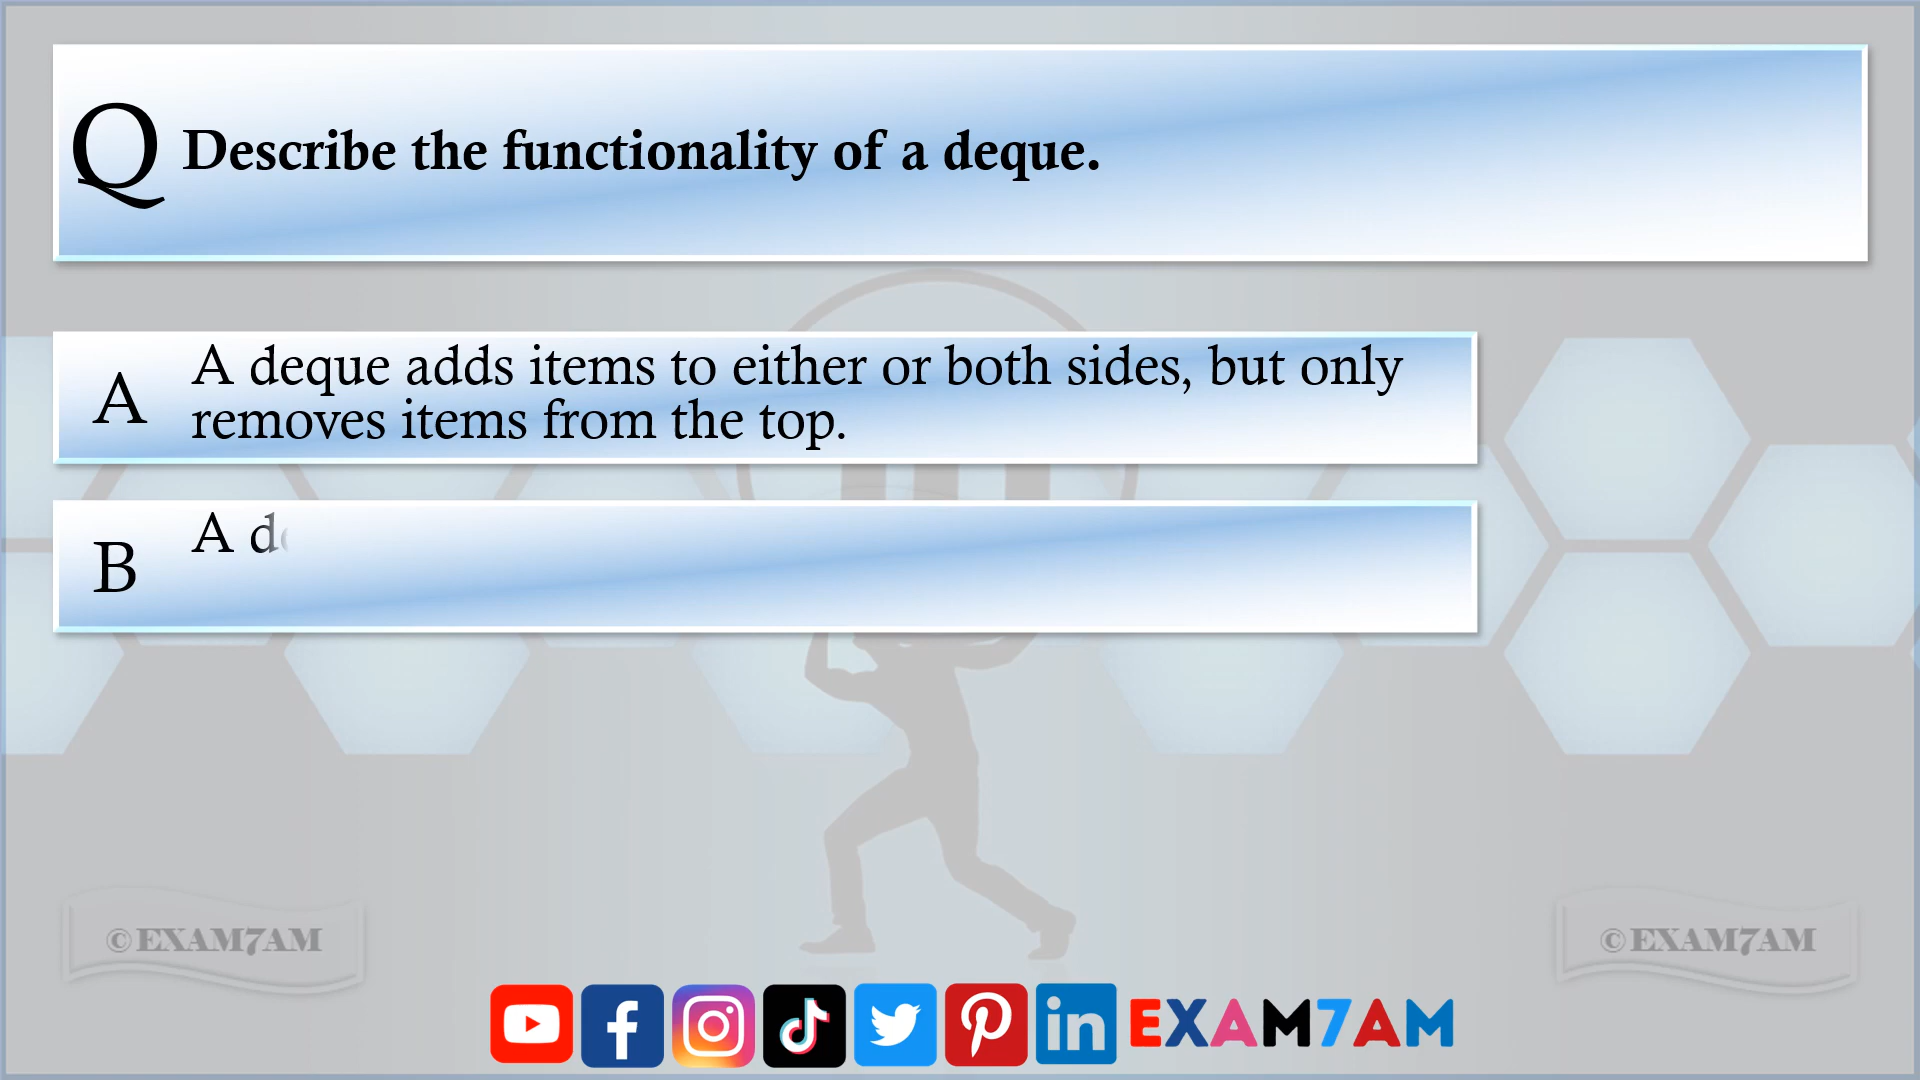 Q Describe the functionality of a deque.
A A deque adds items to either or both sides, but only
removes items from the top.
B A d
©EXAM7AM
©EXAM7AM
EXAM7AM